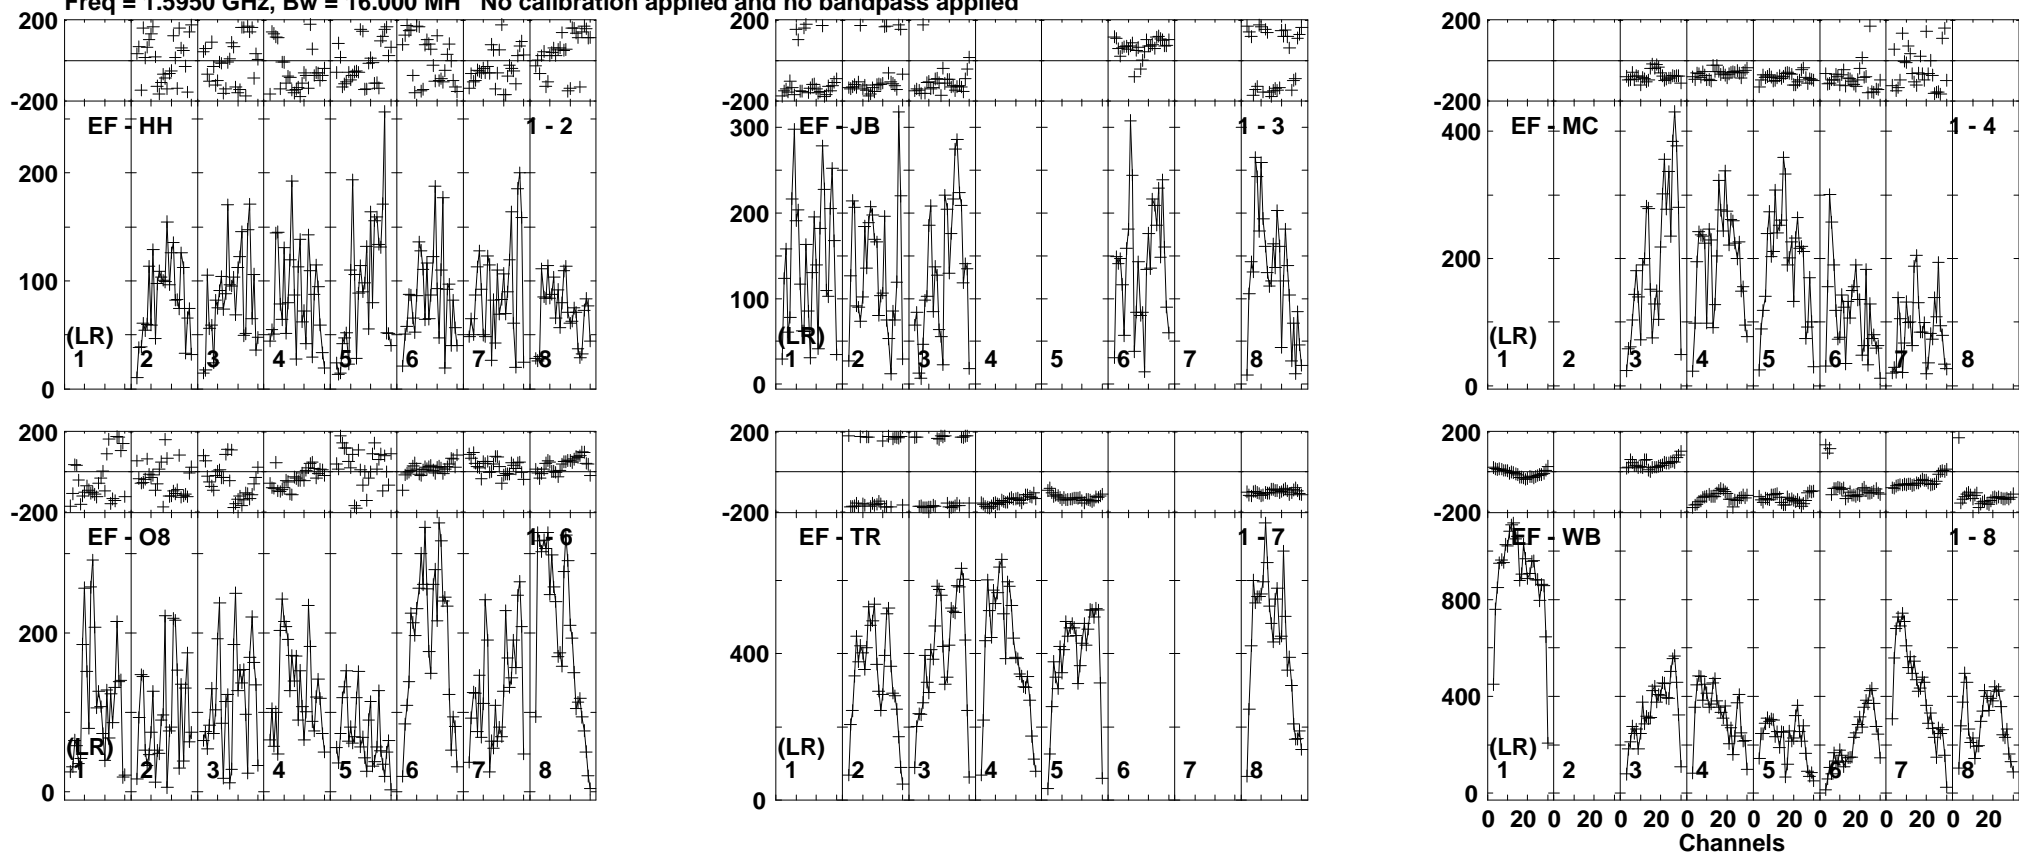 Freq = 1.5950 GHz, Bw = 16.000 MH No calibration applied and no bandpass applied
200
-200
EF - HH
1 - 2
200
100
0
(LR)
1 2 3 4 5 6 7 8
200
-200
EF - JB
1 - 3
300
200
100
0
(LR)
1 2 3 4 5 6 7 8
200
-200
EF - MC
1 - 4
400
200
0
(LR)
1 2 3 4 5 6 7 8
200
-200
EF - O8
1 - 6
200
0
(LR)
1 2 3 4 5 6 7 8
200
-200
EF - TR
1 - 7
400
0
(LR)
1 2 3 4 5 6 7 8
200
-200
EF - WB
1 - 8
800
400
0
(LR)
1 2 3 4 5 6 7 8
0 20 0 20 0 20 0 20 0 20 0 20 0 20 0 20
Channels